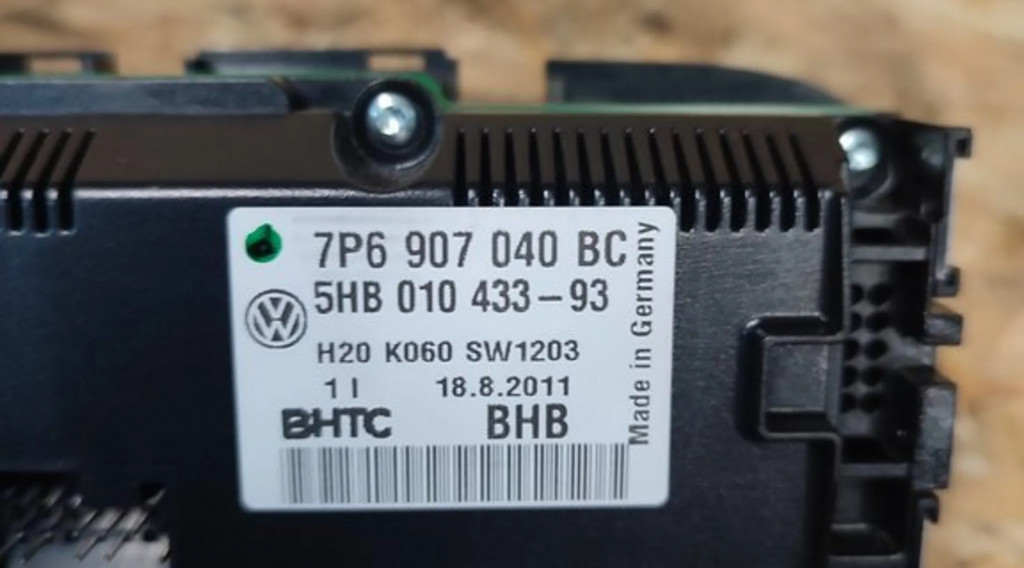 7P6 907 040 BC
5HB 010 433-93
H20 K060 SW1203
1 I 18.8.2011
BHTC BHB
Made in Germany